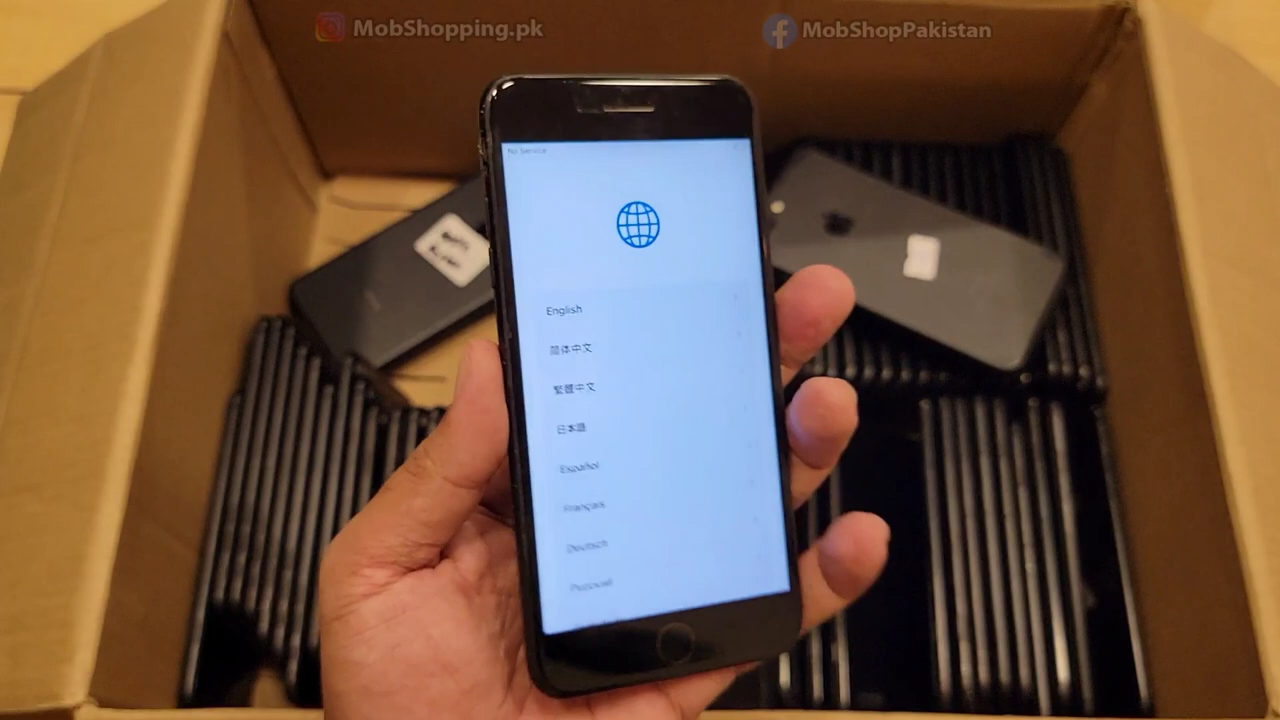 MobShopping.pk
MobShopPakistan
No Service
English
简体中文
繁體中文
日本語
Español
Français
Deutsch
Русский